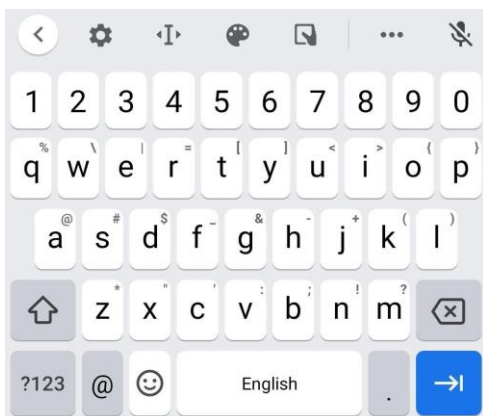 1 2 3 4 5 6 7 8 9 0
% \ | = [ ] < > { }
q w e r t y u i o p
@ # $ _ & - + ( )
a s d f g h j k l
* " ' : ; ! ?
z x c v b n m
?123 @ English .